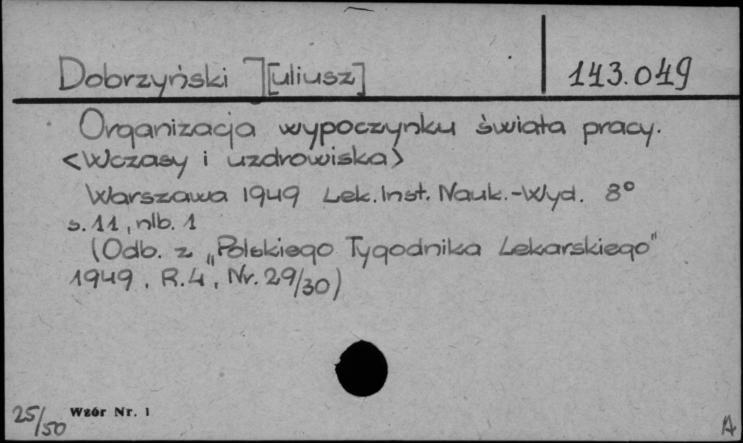 Dobrzyński J[uliusz]
143.049
Organizacja wypoczynku świata pracy.
<Wczasy i uzdrowiska>
Warszawa 1949 Lek. Inst. Nauk.-Wyd. 8°
s. 11, nlb. 1
(Odb. z „Polskiego Tygodnika Lekarskiego"
1949, R. 4, Nr. 29/30)
25/50 Wzór Nr. 1
A